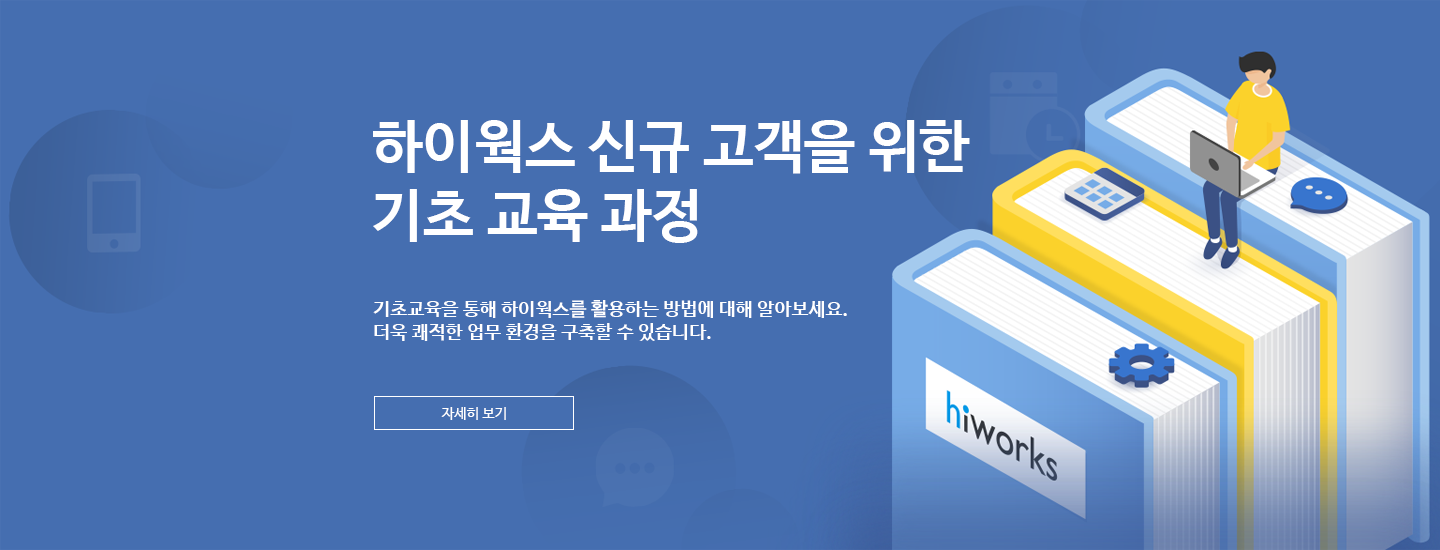 하이웍스 신규 고객을 위한
기초 교육 과정
기초교육을 통해 하이웍스를 활용하는 방법에 대해 알아보세요.
더욱 쾌적한 업무 환경을 구축할 수 있습니다.
자세히 보기
hiworks